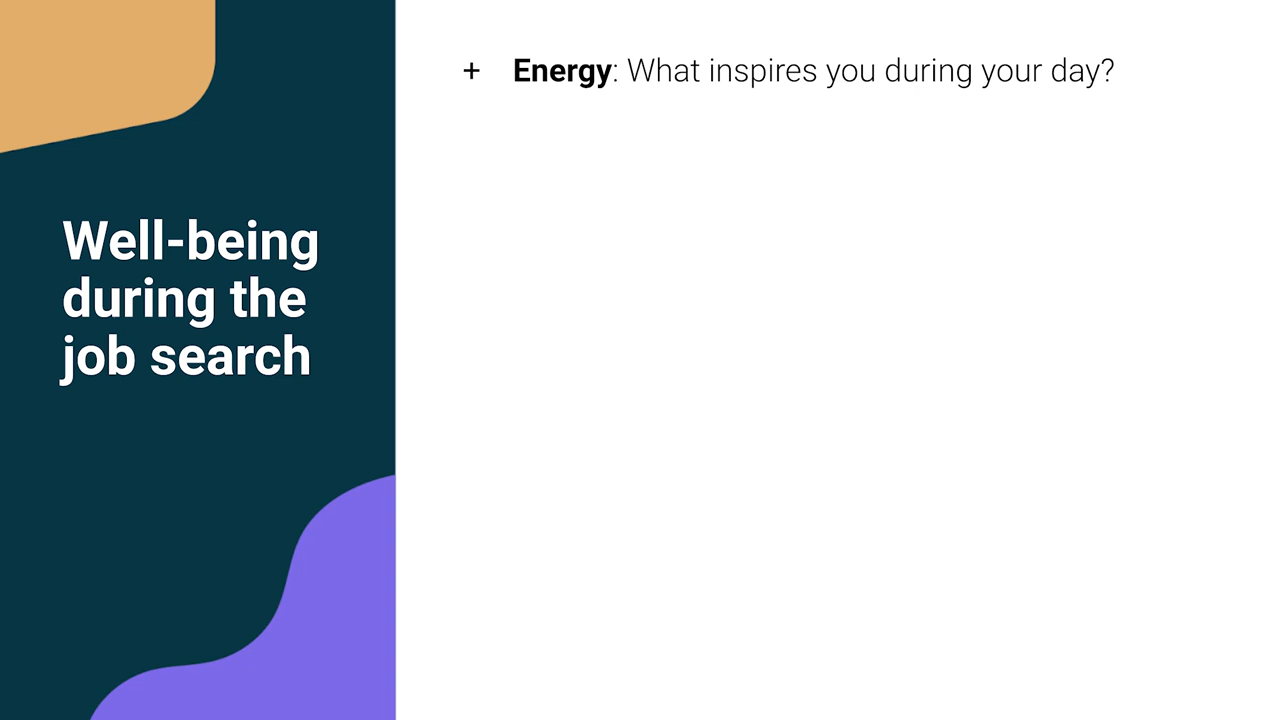 Well-being
during the
job search
+ Energy: What inspires you during your day?